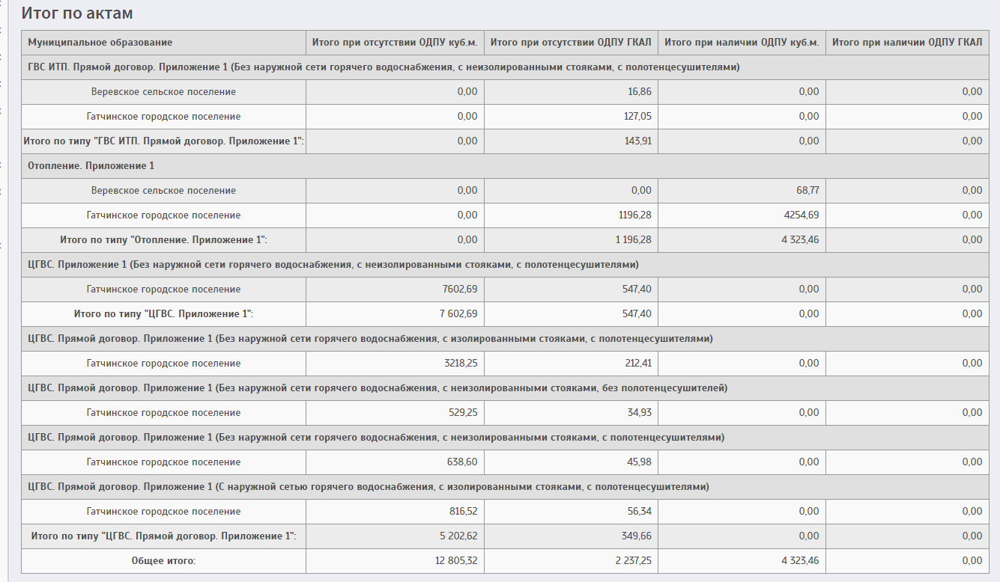 Итог по актам
Муниципальное образование Итого при отсутствии ОДПУ куб.м. Итого при отсутствии ОДПУ ГКАЛ Итого при наличии ОДПУ куб.м. Итого при наличии ОДПУ ГКАЛ
ГВС ИТП. Прямой договор. Приложение 1 (Без наружной сети горячего водоснабжения, с неизолированными стояками, с полотенцесушителями)
Веревское сельское поселение 0,00 16,86 0,00 0,00
Гатчинское городское поселение 0,00 127,05 0,00 0,00
Итого по типу "ГВС ИТП. Прямой договор. Приложение 1": 0,00 143,91 0,00 0,00
Отопление. Приложение 1
Веревское сельское поселение 0,00 0,00 68,77 0,00
Гатчинское городское поселение 0,00 1196,28 4254,69 0,00
Итого по типу "Отопление. Приложение 1": 0,00 1 196,28 4 323,46 0,00
ЦГВС. Приложение 1 (Без наружной сети горячего водоснабжения, с неизолированными стояками, с полотенцесушителями)
Гатчинское городское поселение 7602,69 547,40 0,00 0,00
Итого по типу "ЦГВС. Приложение 1": 7 602,69 547,40 0,00 0,00
ЦГВС. Прямой договор. Приложение 1 (Без наружной сети горячего водоснабжения, с изолированными стояками, с полотенцесушителями)
Гатчинское городское поселение 3218,25 212,41 0,00 0,00
ЦГВС. Прямой договор. Приложение 1 (Без наружной сети горячего водоснабжения, с неизолированными стояками, без полотенцесушителей)
Гатчинское городское поселение 529,25 34,93 0,00 0,00
ЦГВС. Прямой договор. Приложение 1 (Без наружной сети горячего водоснабжения, с неизолированными стояками, с полотенцесушителями)
Гатчинское городское поселение 638,60 45,98 0,00 0,00
ЦГВС. Прямой договор. Приложение 1 (С наружной сетью горячего водоснабжения, с изолированными стояками, с полотенцесушителями)
Гатчинское городское поселение 816,52 56,34 0,00 0,00
Итого по типу "ЦГВС. Прямой договор. Приложение 1": 5 202,62 349,66 0,00 0,00
Общее итого: 12 805,32 2 237,25 4 323,46 0,00